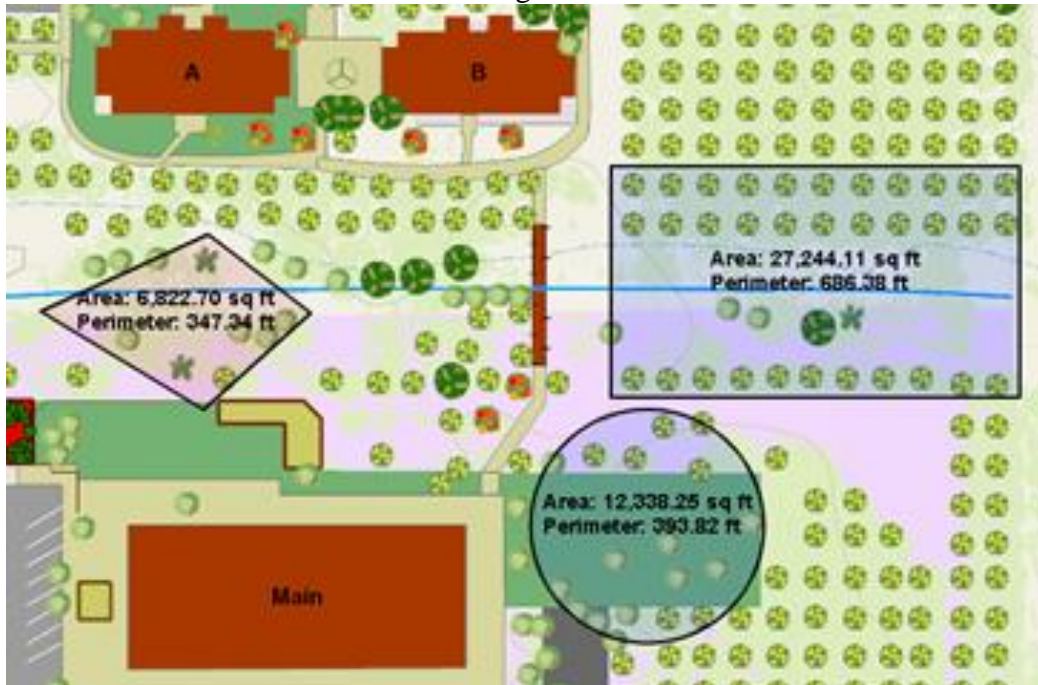 A
B
Area: 27,244.11 sq ft
Perimeter: 686.38 ft
Area: 6,822.70 sq ft
Perimeter: 347.34 ft
Area: 12,338.25 sq ft
Perimeter: 393.82 ft
Main